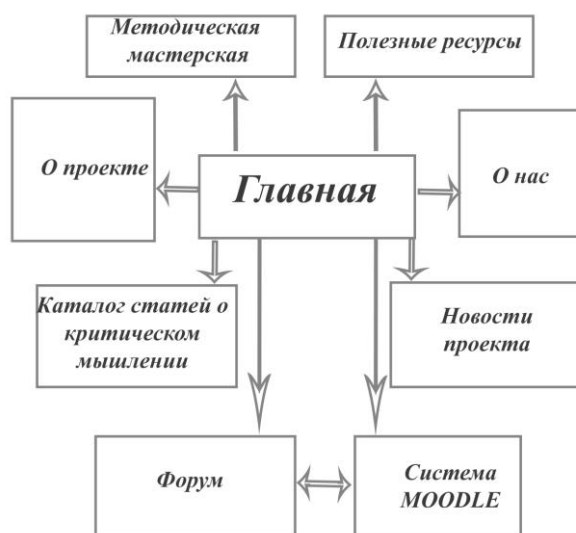 Методическая
мастерская
Полезные ресурсы
О проекте
Главная
О нас
Каталог статей о
критическом
мышлении
Новости
проекта
Форум
Система
MOODLE